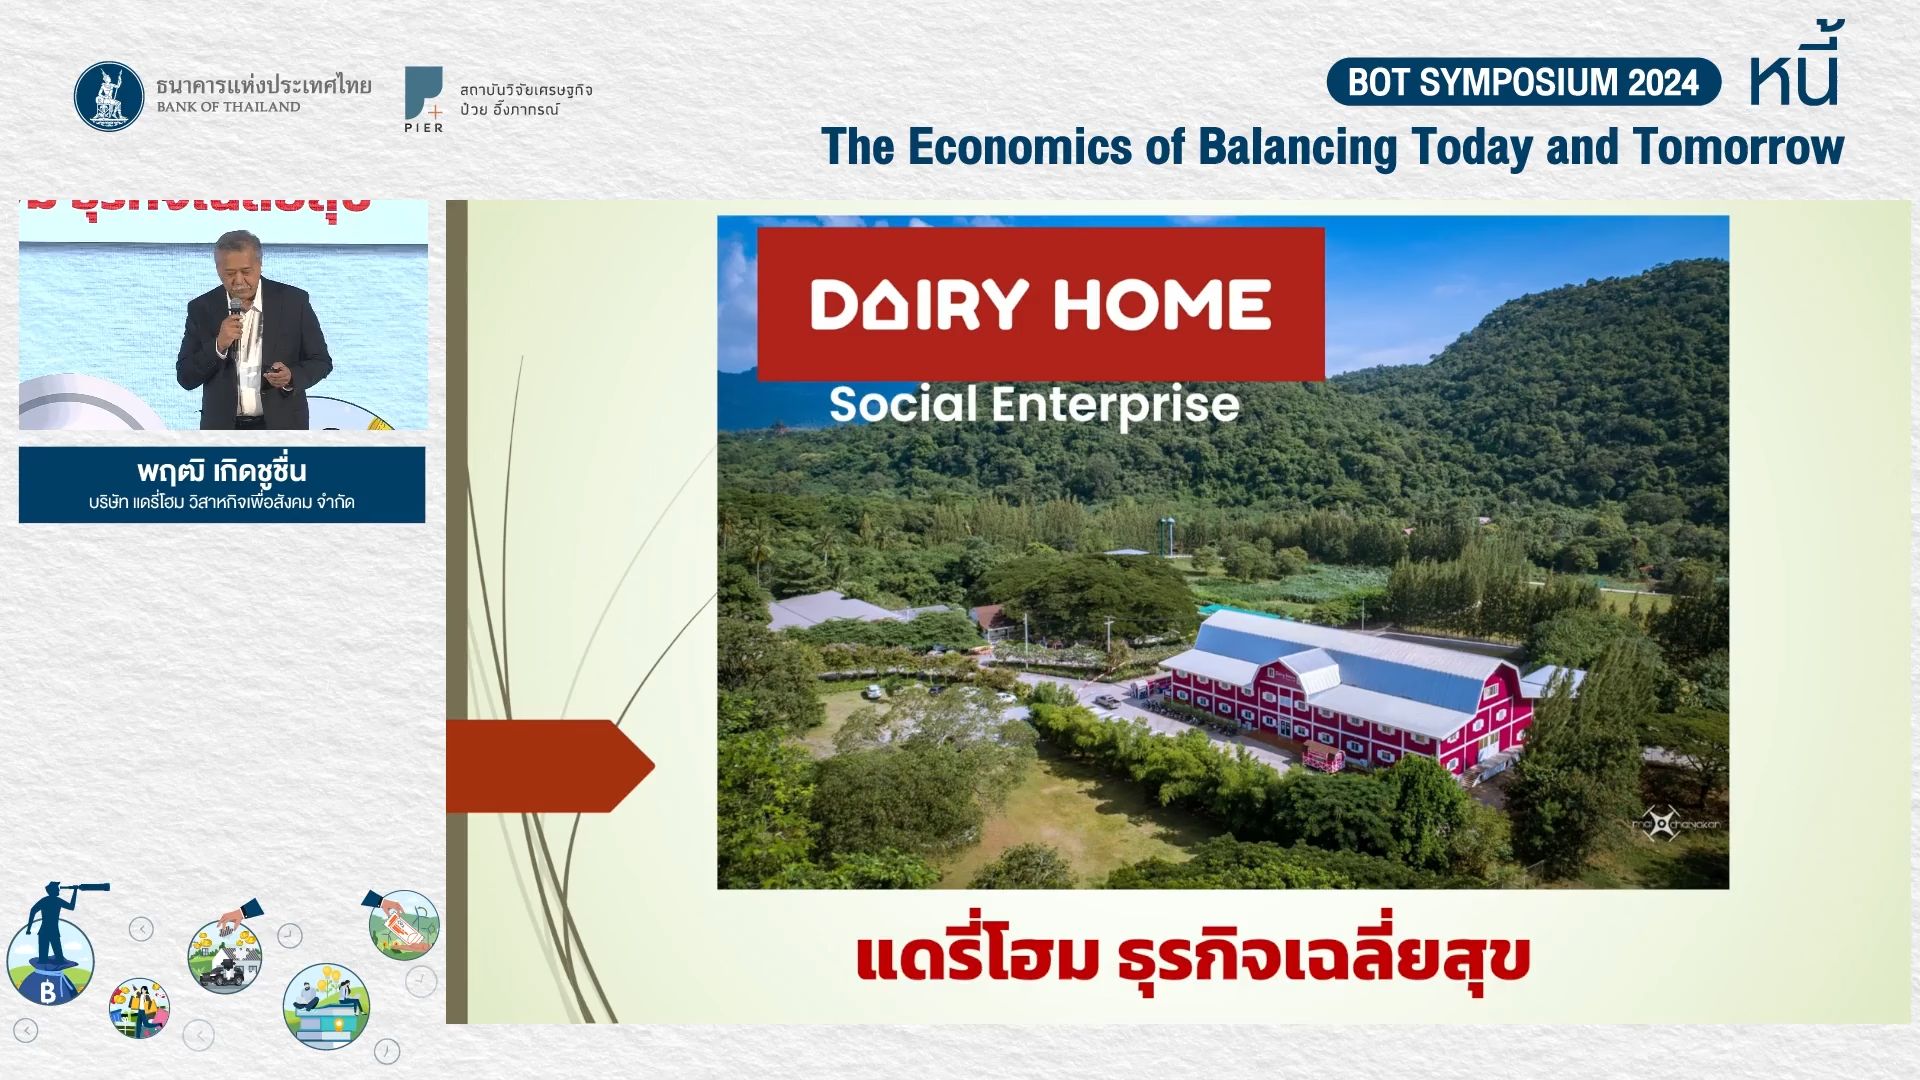 ธนาคารแห่งประเทศไทย
BANK OF THAILAND
PIER
สถาบันวิจัยเศรษฐกิจ
ป๋วย อึ๊งภากรณ์
BOT SYMPOSIUM 2024
หนี้
The Economics of Balancing Today and Tomorrow
พฤฒิ เกิดชูชื่น
บริษัท แดรี่โฮม วิสาหกิจเพื่อสังคม จำกัด
DAIRY HOME
Social Enterprise
แดรี่โฮม ธุรกิจเฉลี่ยสุข
฿